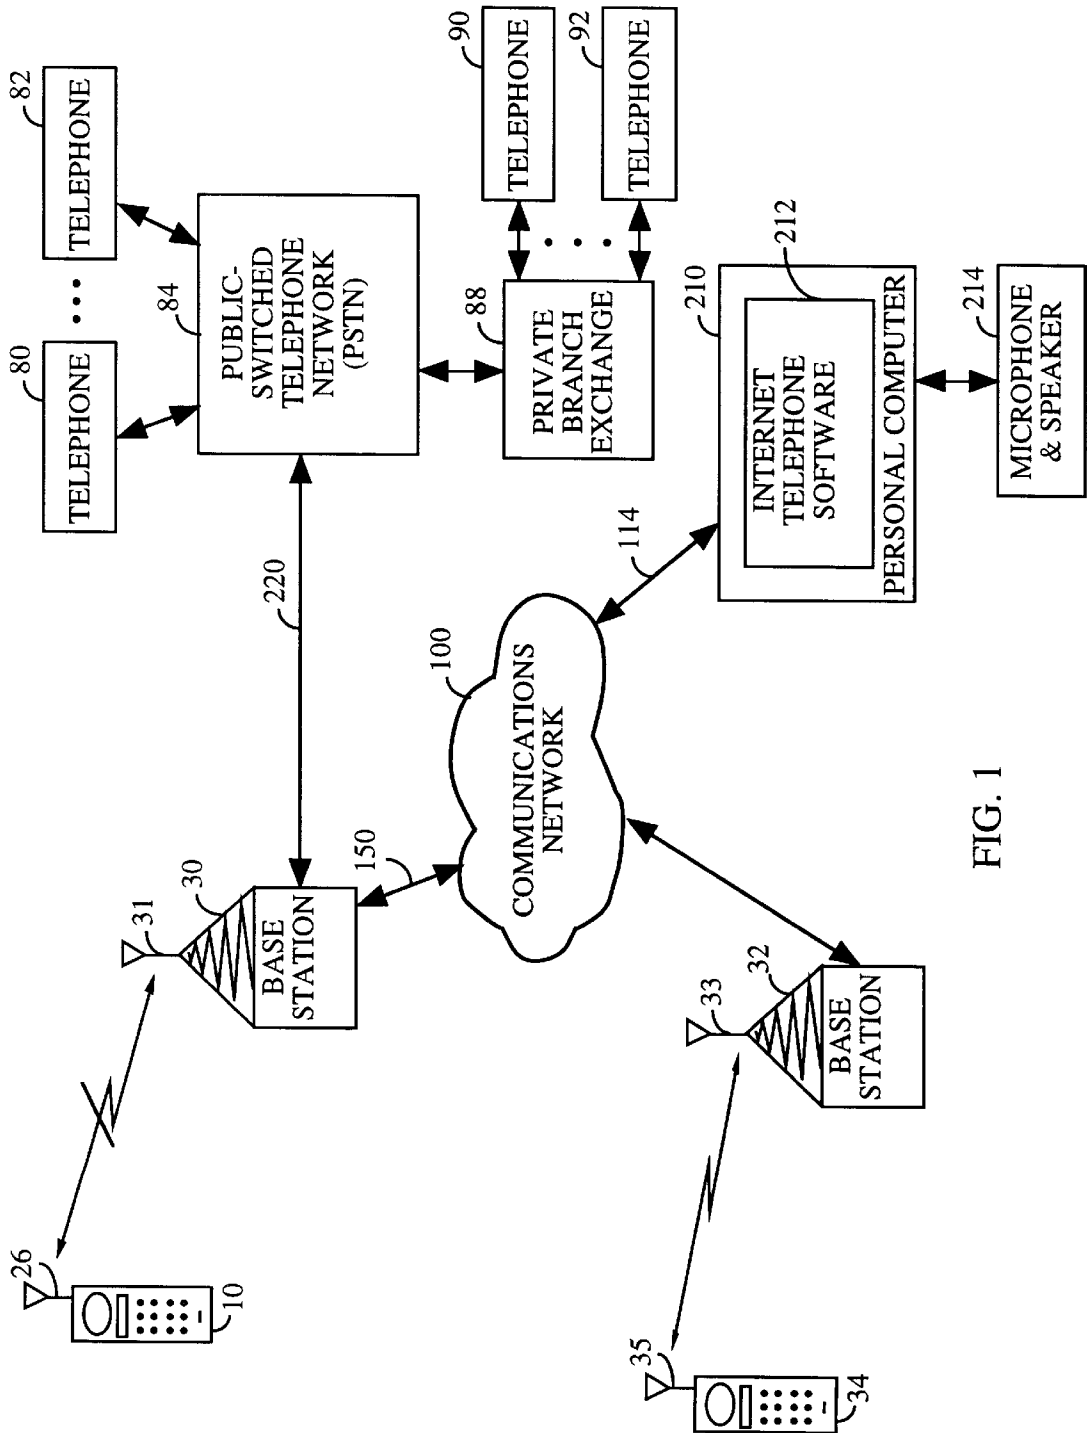 26
10
31
30
BASE
STATION
220
150
80
TELEPHONE
82
TELEPHONE
84
PUBLIC-
SWITCHED
TELEPHONE
NETWORK
(PSTN)
88
PRIVATE
BRANCH
EXCHANGE
90
TELEPHONE
92
TELEPHONE
100
COMMUNICATIONS
NETWORK
114
210
212
INTERNET
TELEPHONE
SOFTWARE
PERSONAL COMPUTER
214
MICROPHONE
& SPEAKER
35
34
33
32
BASE
STATION
FIG. 1